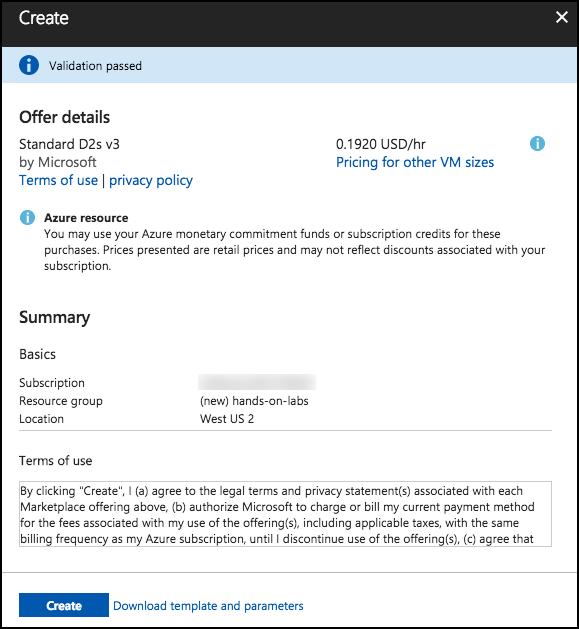 Create
Validation passed
Offer details
Standard D2s v3
0.1920 USD/hr
by Microsoft
Pricing for other VM sizes
Terms of use | privacy policy
Azure resource
You may use your Azure monetary commitment funds or subscription credits for these
purchases. Prices presented are retail prices and may not reflect discounts associated with your
subscription.
Summary
Basics
Subscription
Resource group (new) hands-on-labs
Location West US 2
Terms of use
By clicking "Create", I (a) agree to the legal terms and privacy statement(s) associated with each
Marketplace offering above, (b) authorize Microsoft to charge or bill my current payment method
for the fees associated with my use of the offering(s), including applicable taxes, with the same
billing frequency as my Azure subscription, until I discontinue use of the offering(s), (c) agree that
Create Download template and parameters